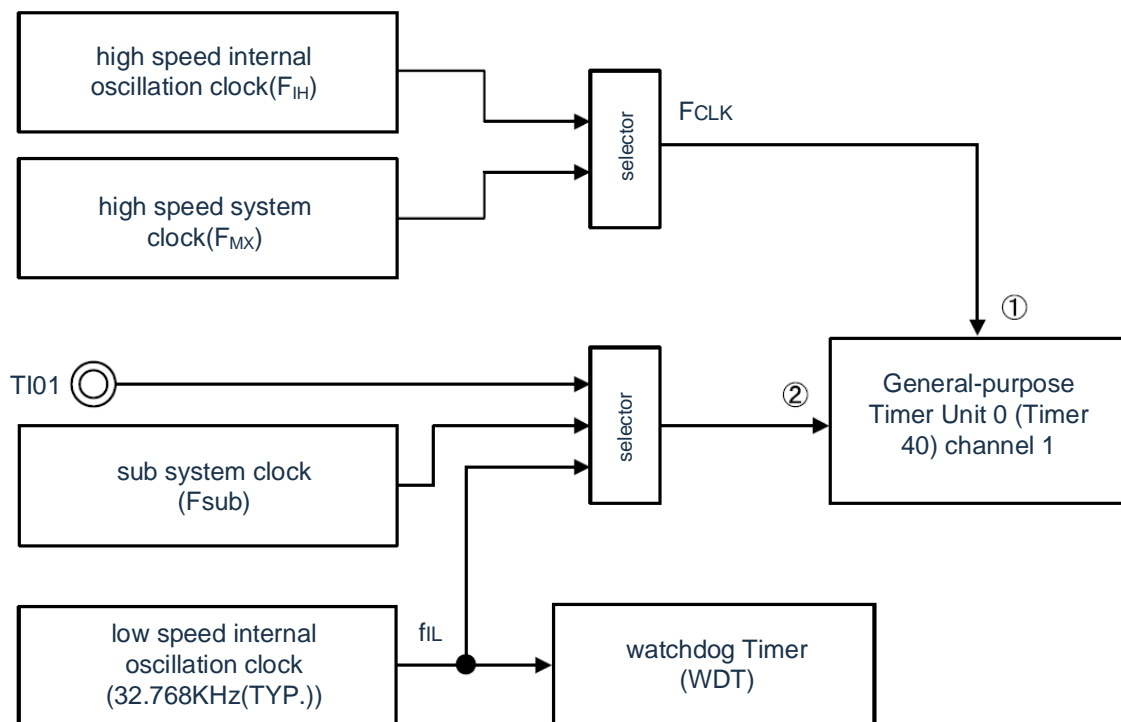 high speed internal
oscillation clock(FIH)
selector
FCLK
high speed system
clock(FMX)
①
TI01
selector
②
General-purpose
Timer Unit 0 (Timer
40) channel 1
sub system clock
(Fsub)
low speed internal
oscillation clock
(32.768KHz(TYP.))
fIL
watchdog Timer
(WDT)